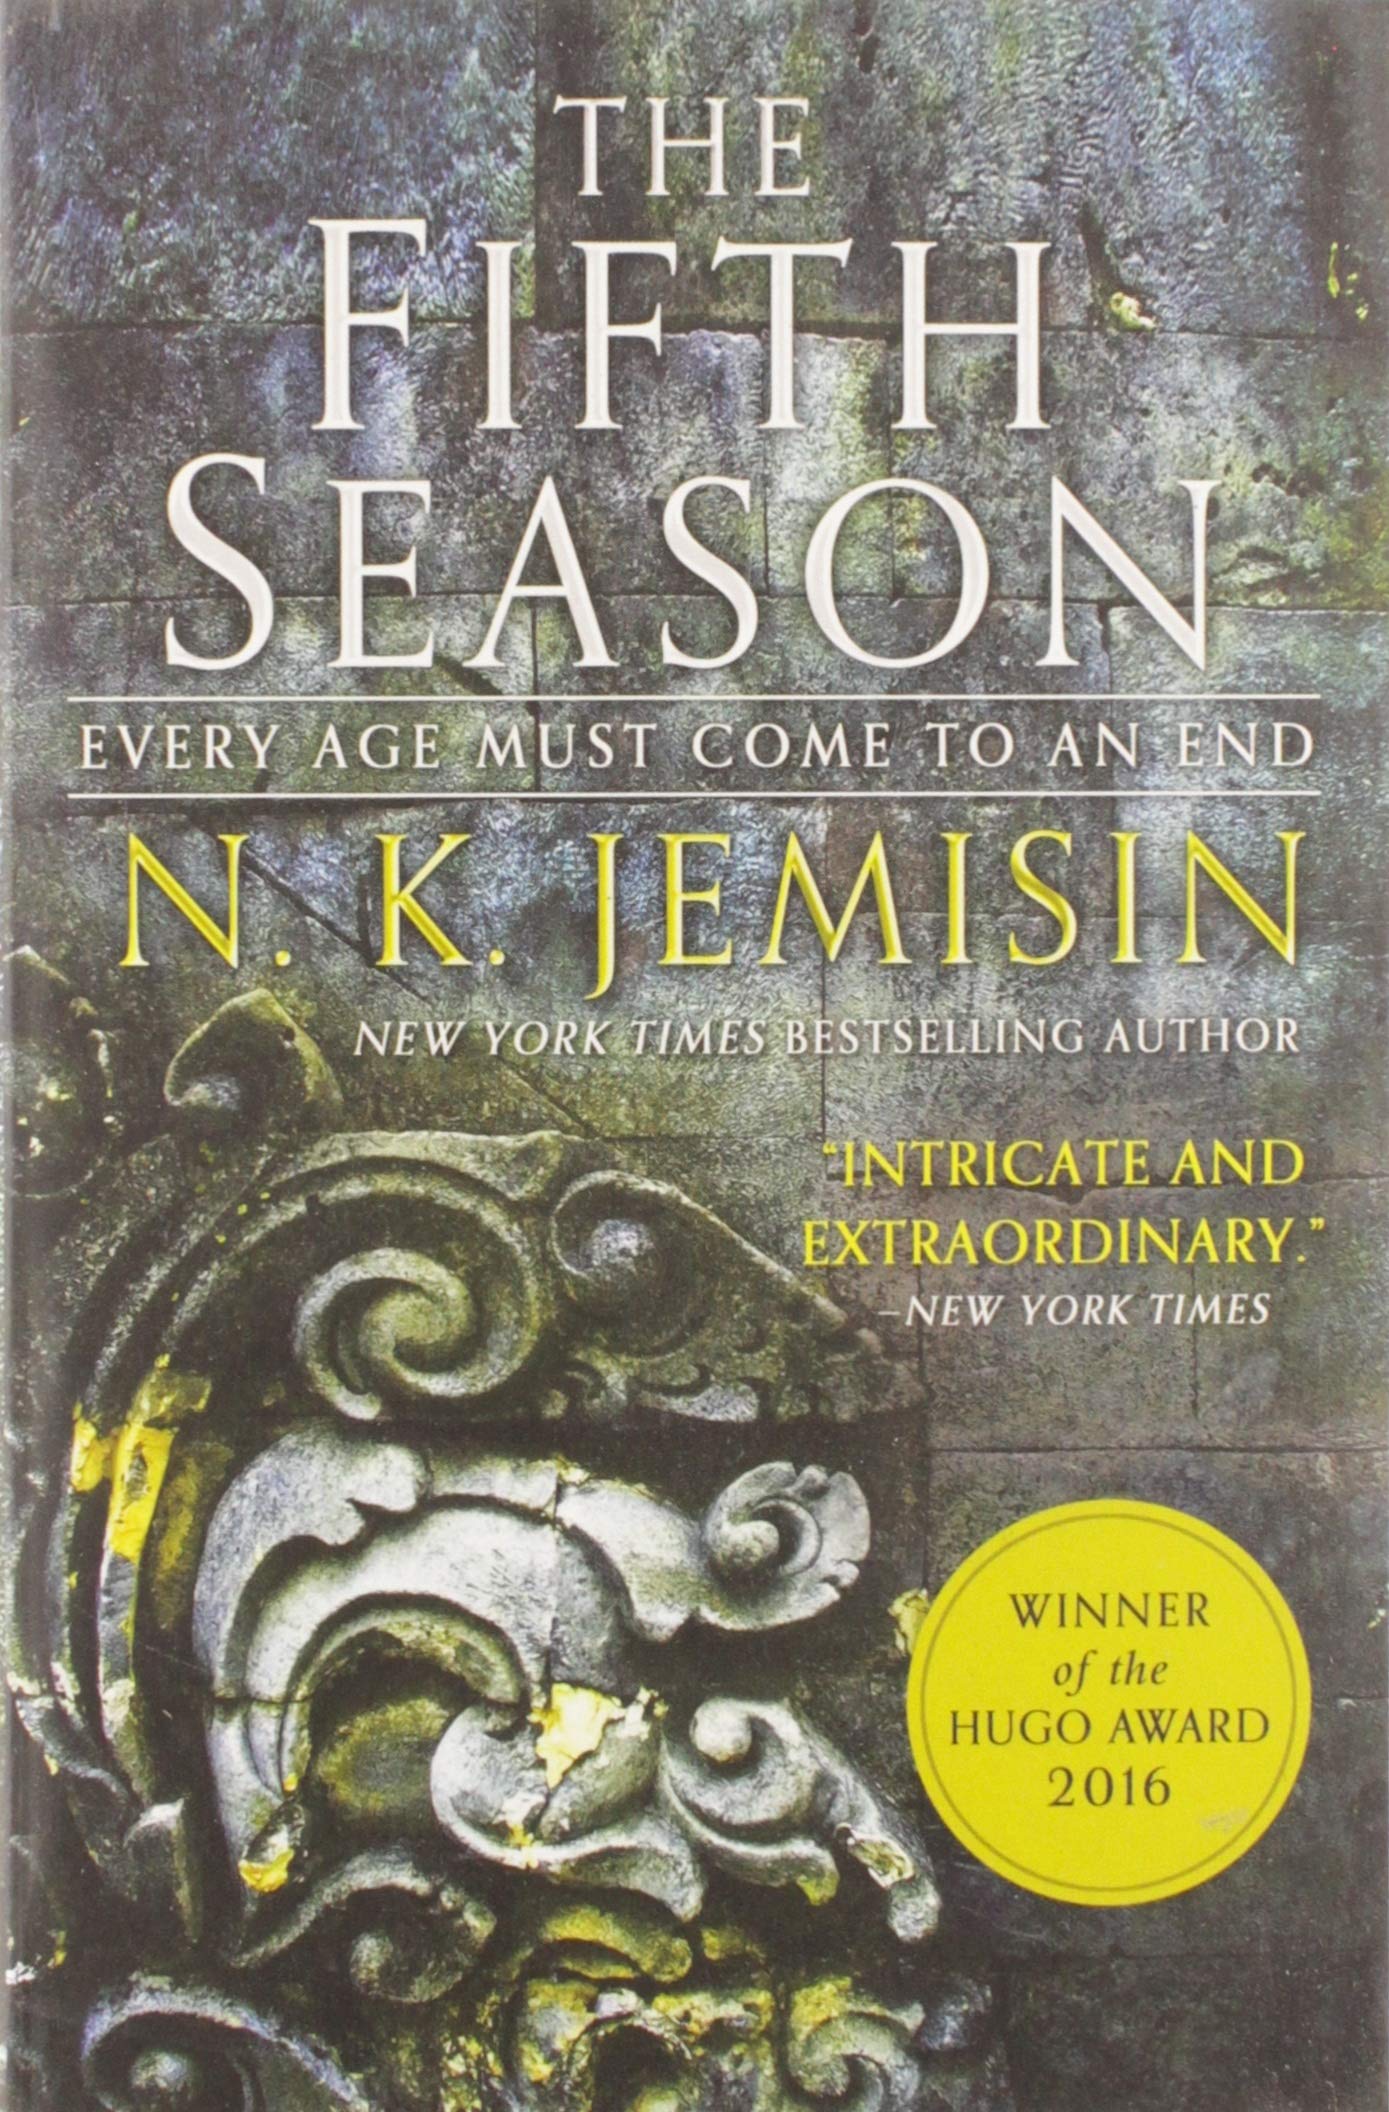 THE
FIFTH
SEASON
EVERY AGE MUST COME TO AN END
N. K. JEMISIN
NEW YORK TIMES BESTSELLING AUTHOR
“INTRICATE AND
EXTRAORDINARY.”
–NEW YORK TIMES
WINNER
of the
HUGO AWARD
2016